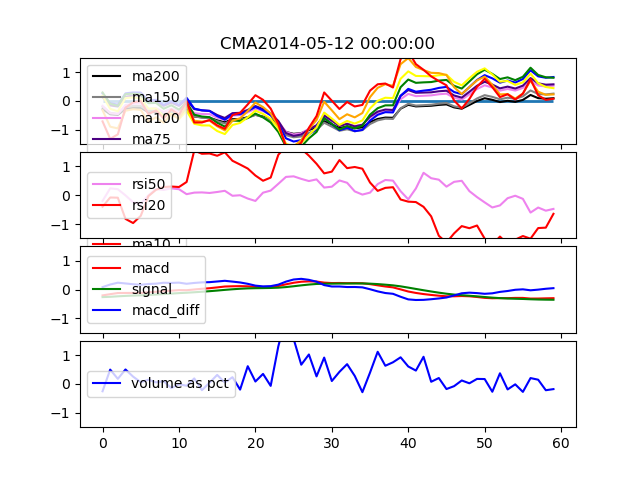 CMA2014-05-12 00:00:00
1
0
−1
ma200
ma150
ma100
ma75
1
0
−1
rsi50
rsi20
ma10
1
0
−1
macd
signal
macd_diff
1
0
−1
volume as pct
0 10 20 30 40 50 60